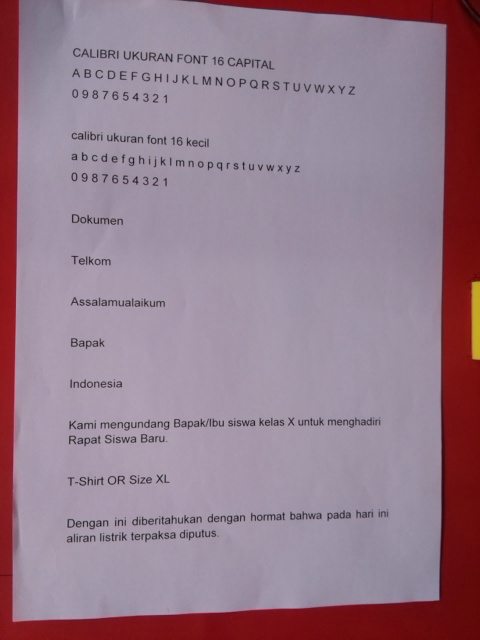 CALIBRI UKURAN FONT 16 CAPITAL
A B C D E F G H I J K L M N O P Q R S T U V W X Y Z
0 9 8 7 6 5 4 3 2 1
calibri ukuran font 16 kecil
a b c d e f g h i j k l m n o p q r s t u v w x y z
0 9 8 7 6 5 4 3 2 1
Dokumen
Telkom
Assalamualaikum
Bapak
Indonesia
Kami mengundang Bapak/Ibu siswa kelas X untuk menghadiri
Rapat Siswa Baru.
T-Shirt OR Size XL
Dengan ini diberitahukan dengan hormat bahwa pada hari ini
aliran listrik terpaksa diputus.